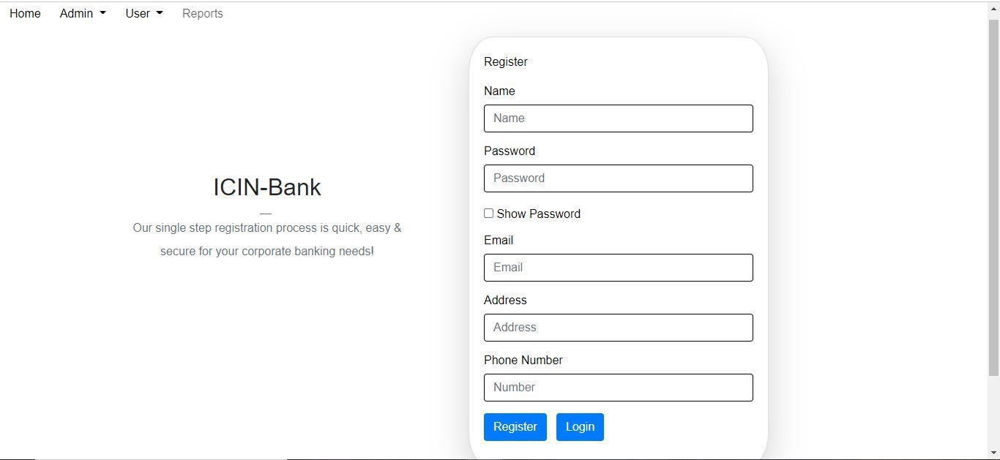 Home Admin User Reports
ICIN-Bank
Our single step registration process is quick, easy &
secure for your corporate banking needs!
Register
Name
Name
Password
Password
Show Password
Email
Email
Address
Address
Phone Number
Number
Register Login